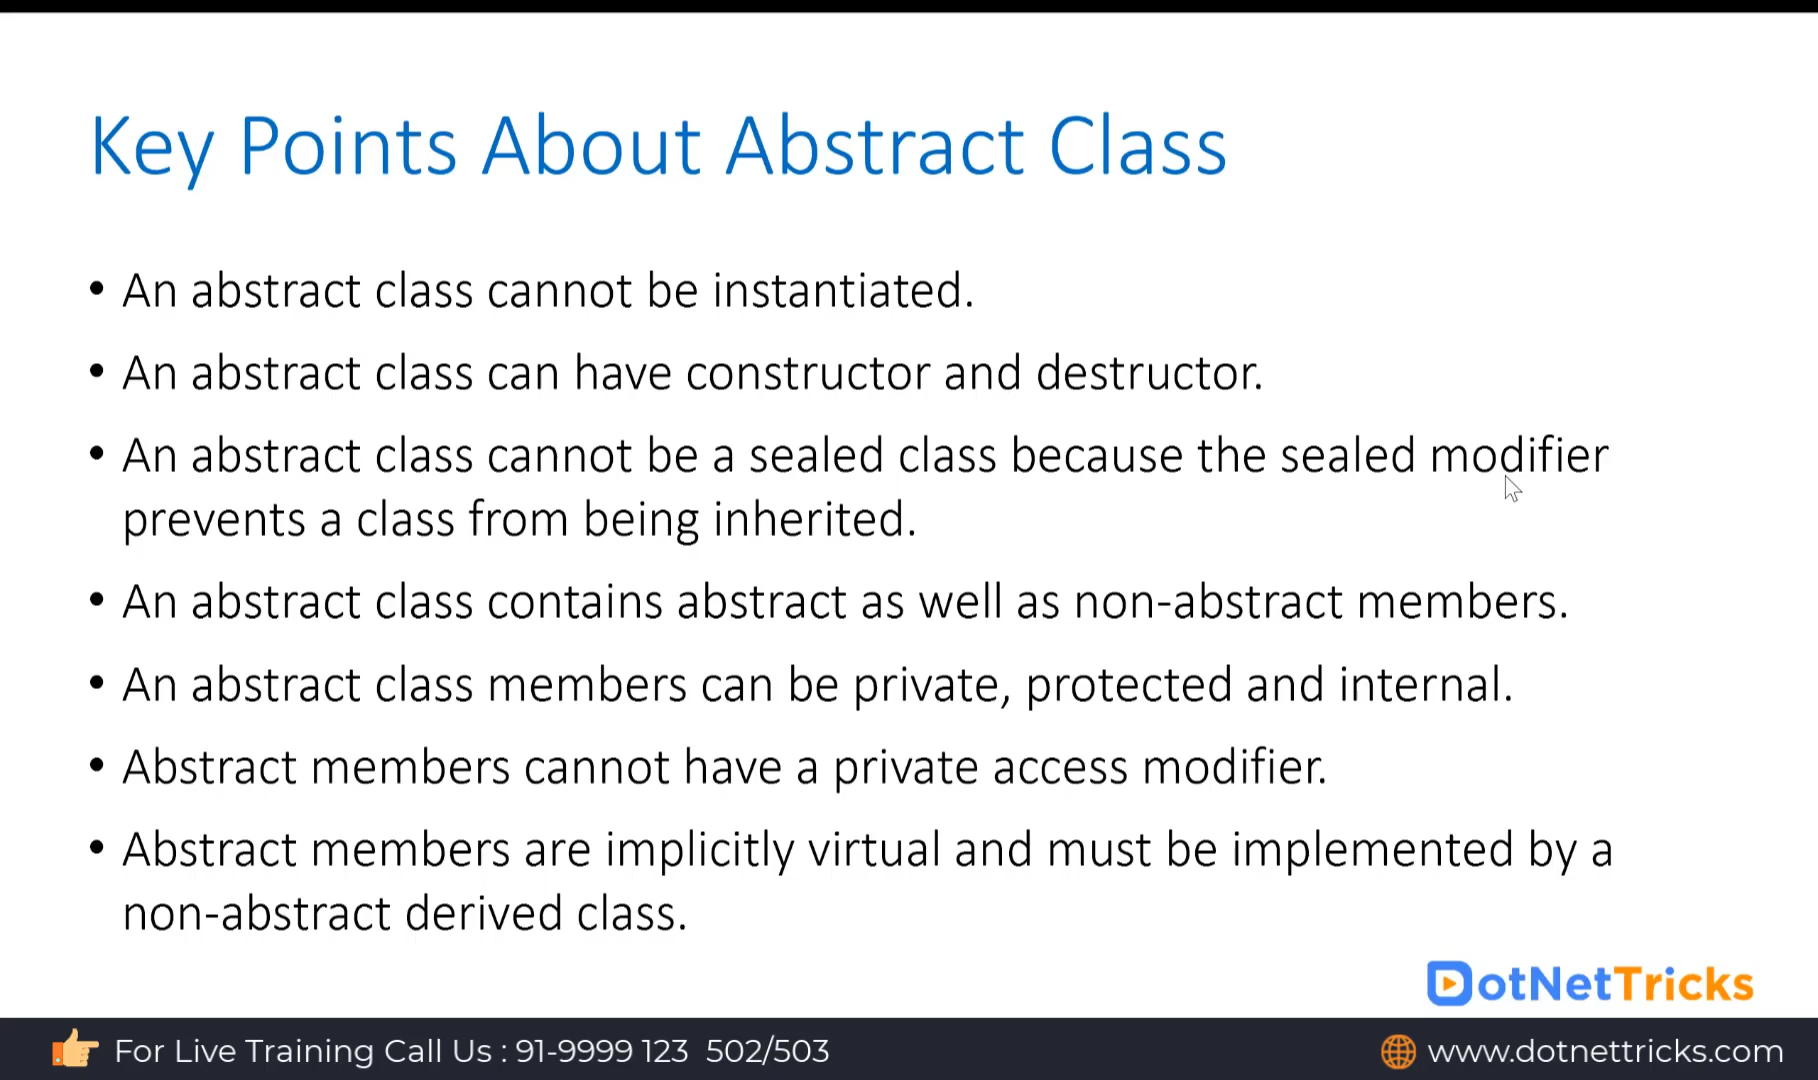 Key Points About Abstract Class
• An abstract class cannot be instantiated.
• An abstract class can have constructor and destructor.
• An abstract class cannot be a sealed class because the sealed modifier
prevents a class from being inherited.
• An abstract class contains abstract as well as non-abstract members.
• An abstract class members can be private, protected and internal.
• Abstract members cannot have a private access modifier.
• Abstract members are implicitly virtual and must be implemented by a
non-abstract derived class.
DotNetTricks
For Live Training Call Us : 91-9999 123 502/503
www.dotnettricks.com